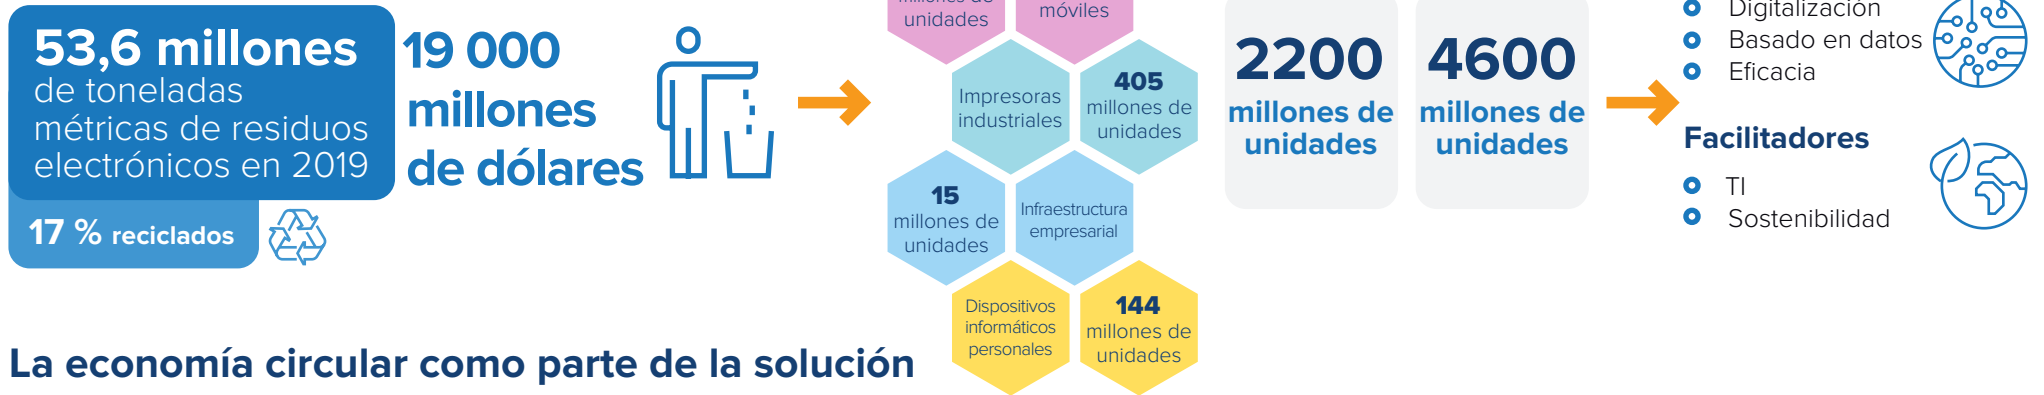 53,6 millones
de toneladas
métricas de residuos
electrónicos en 2019
17 % reciclados
19 000
millones
de dólares
millones de
unidades
móviles
Impresoras
industriales
405
millones de
unidades
15
millones de
unidades
Infraestructura
empresarial
Dispositivos
informáticos
personales
144
millones de
unidades
2200
millones de
unidades
4600
millones de
unidades
Digitalización
Basado en datos
Eficacia
Facilitadores
TI
Sostenibilidad
La economía circular como parte de la solución